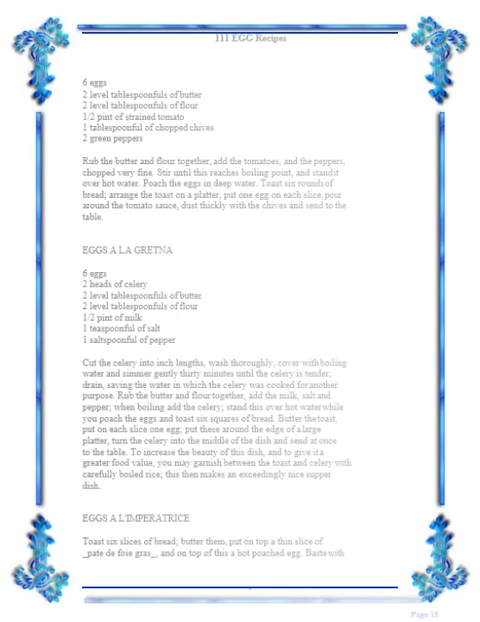 111 EGG Recipes
6 eggs
2 level tablespoonfuls of butter
2 level tablespoonfuls of flour
1/2 pint of strained tomato
1 tablespoonful of chopped chives
2 green peppers
Rub the butter and flour together, add the tomatoes, and the peppers,
chopped very fine. Stir until this reaches boiling point, and stand it
over hot water. Poach the eggs in deep water. Toast six rounds of
bread; arrange the toast on a platter, put one egg on each slice, pour
around the tomato sauce, dust thickly with the chives and send to the
table.
EGGS A LA GRETNA
6 eggs
2 heads of celery
2 level tablespoonfuls of butter
2 level tablespoonfuls of flour
1/2 pint of milk
1 teaspoonful of salt
1 saltspoonful of pepper
Cut the celery into inch lengths, wash thoroughly, cover with boiling
water and simmer gently thirty minutes until the celery is tender;
drain, saving the water in which the celery was cooked for another
purpose. Rub the butter and flour together, add the milk, salt and
pepper; when boiling add the celery; stand this over hot water while
you poach the eggs and toast six squares of bread. Butter the toast,
put on each slice one egg; put these around the edge of a large
platter, turn the celery into the middle of the dish and send at once
to the table. To increase the beauty of this dish, and to give it a
greater food value, you may garnish between the toast and celery with
carefully boiled rice; this then makes an exceedingly nice supper
dish.
EGGS A L'IMPERATRICE
Toast six slices of bread; butter them, put on top a thin slice of
_pate de foie gras_, and on top of this a hot poached egg. Baste with
Page 19